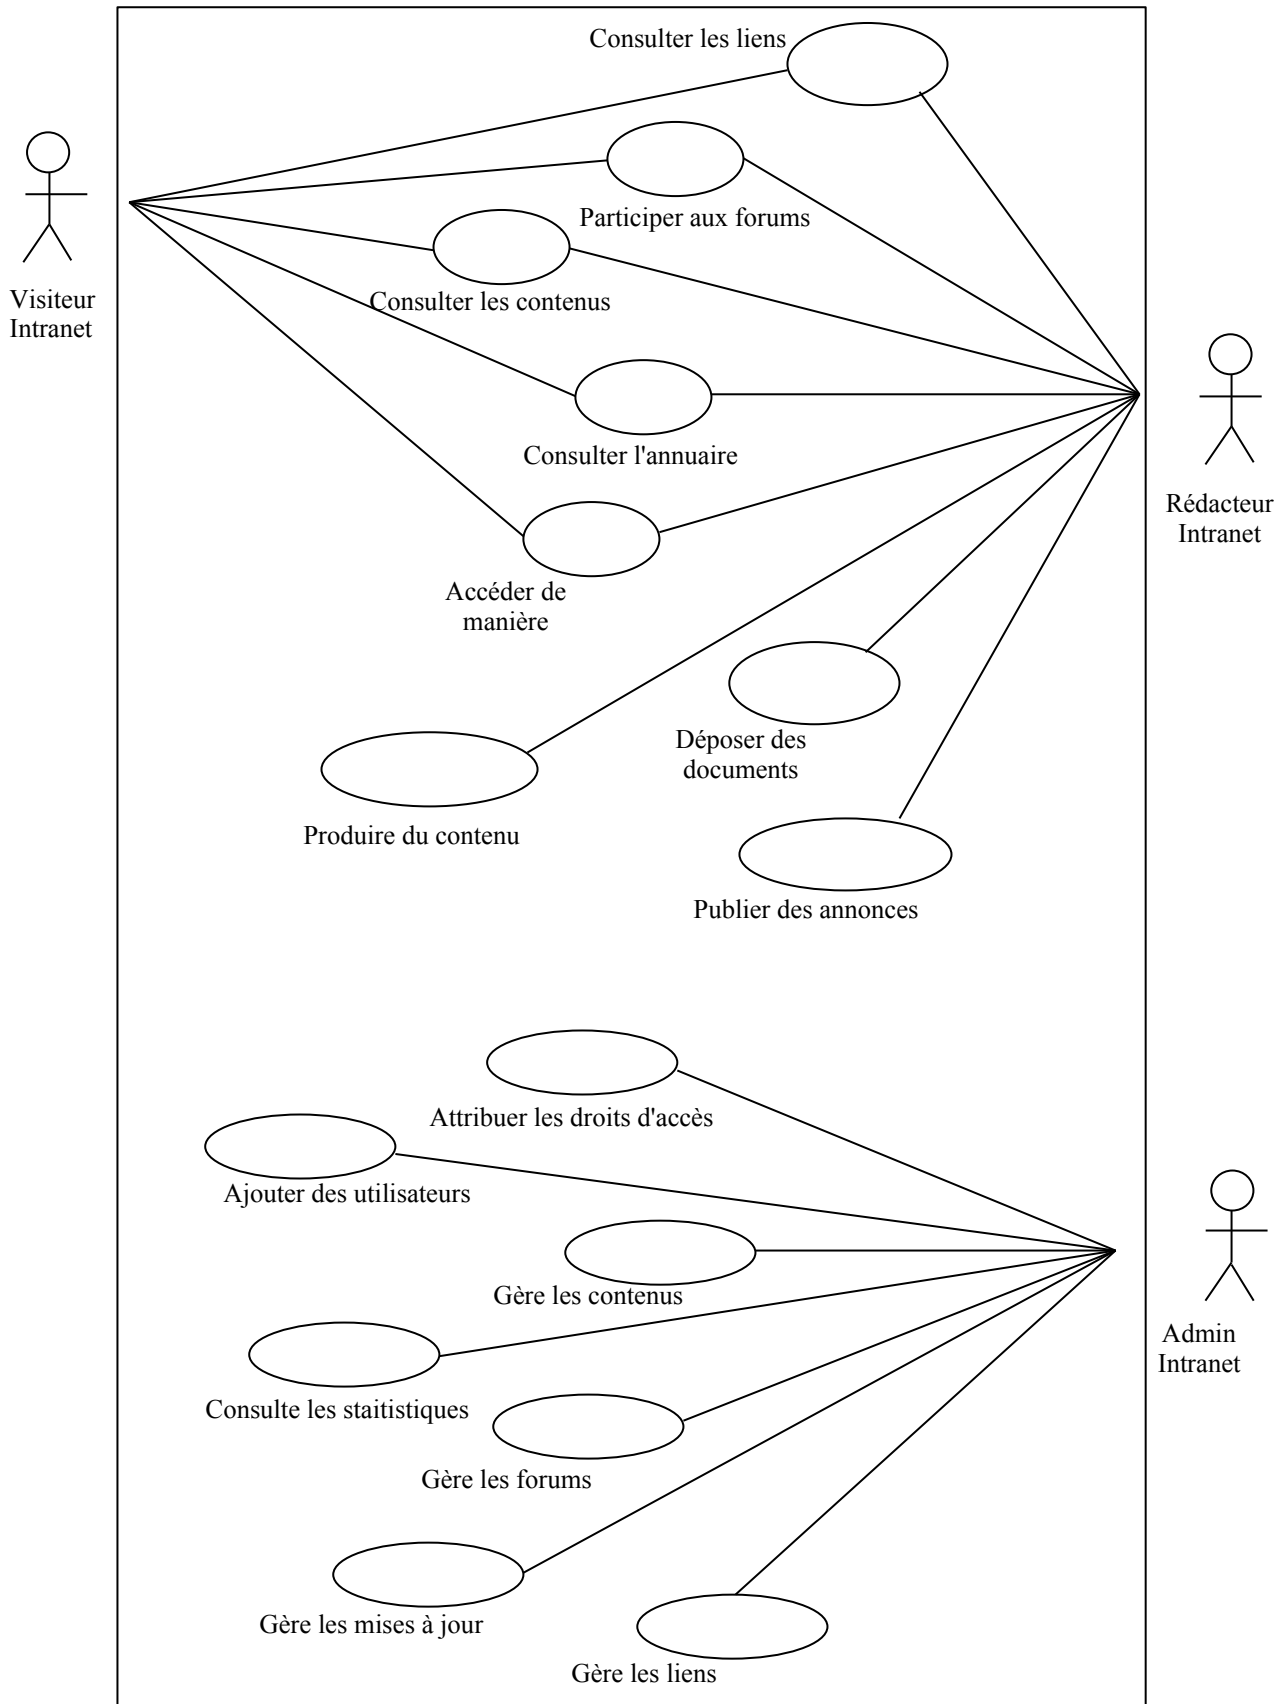 Consulter les liens
Participer aux forums
Visiteur
Intranet
Consulter les contenus
Consulter l'annuaire
Rédacteur
Intranet
Accéder de
manière
Déposer des
documents
Produire du contenu
Publier des annonces
Attribuer les droits d'accès
Ajouter des utilisateurs
Gère les contenus
Admin
Intranet
Consulte les staitistiques
Gère les forums
Gère les mises à jour
Gère les liens